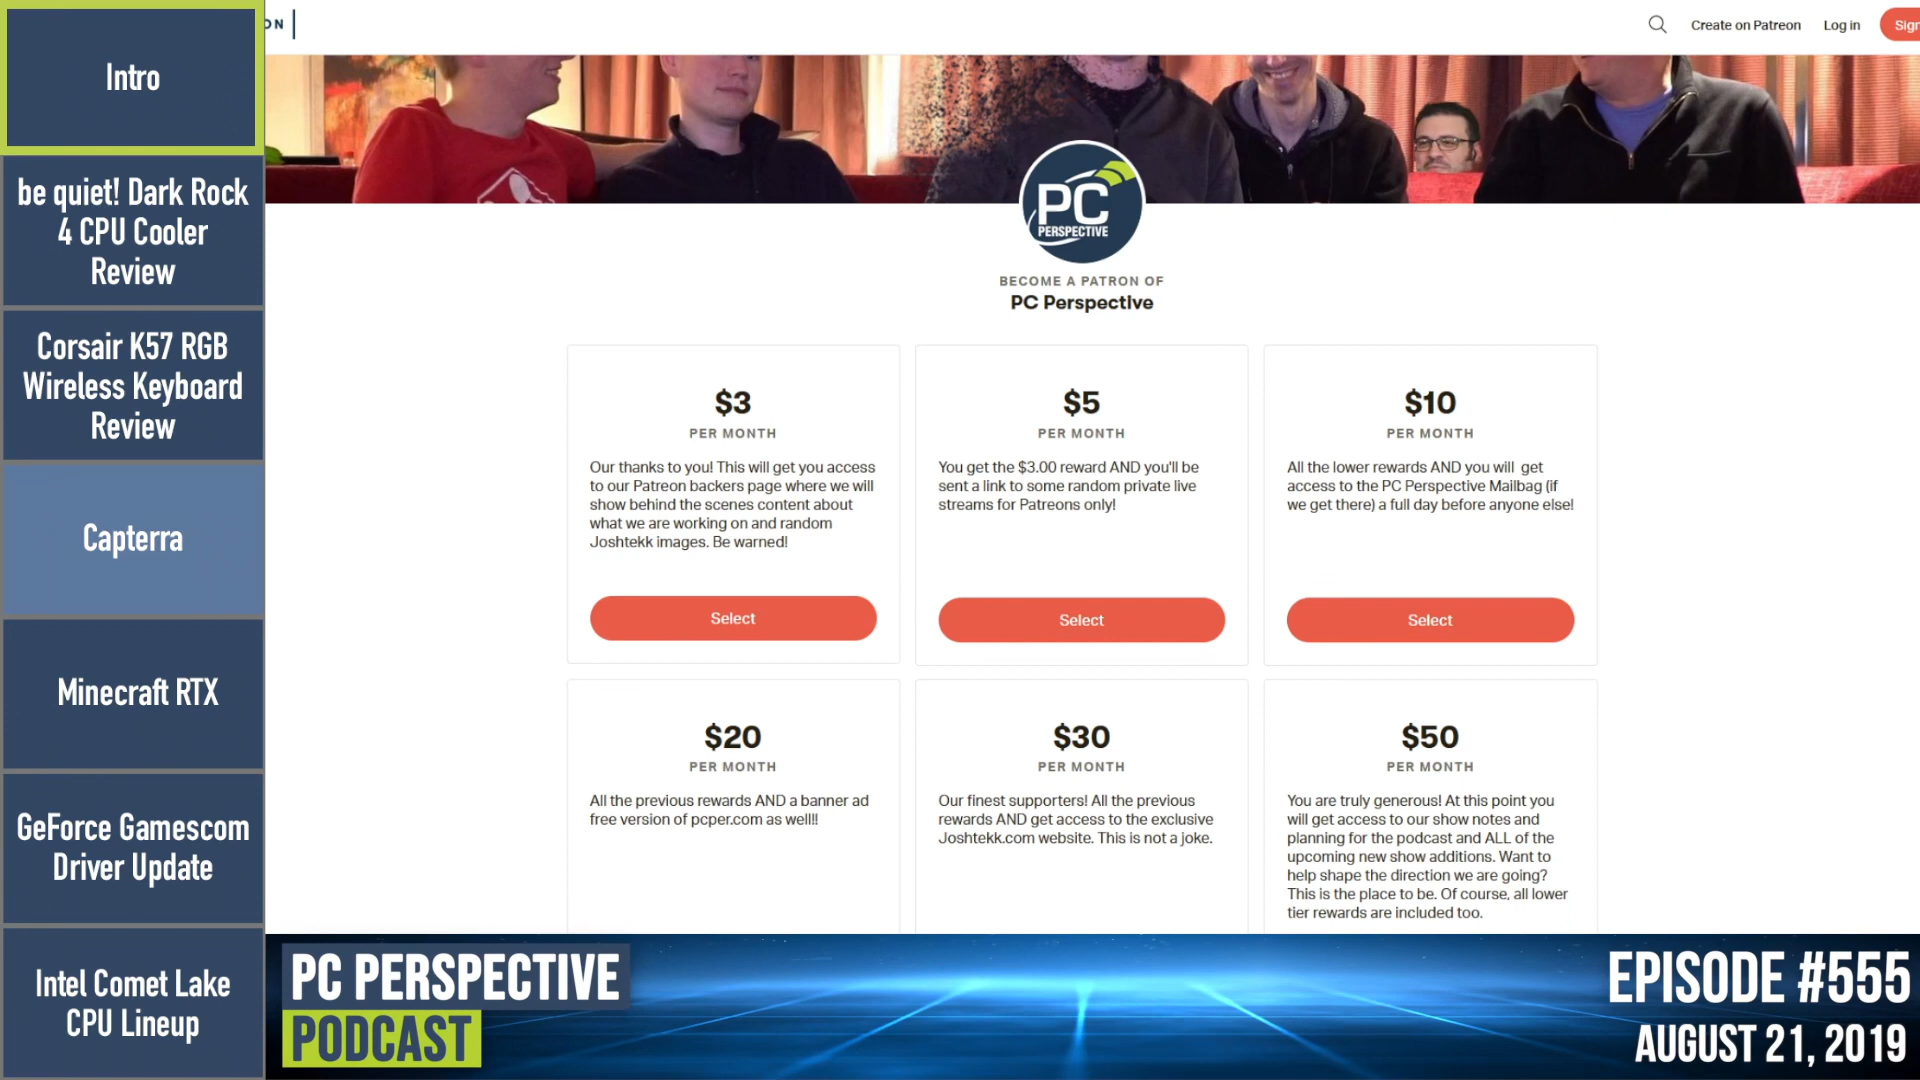 Intro
be quiet! Dark Rock
4 CPU Cooler
Review
Corsair K57 RGB
Wireless Keyboard
Review
Capterra
Minecraft RTX
GeForce Gamescom
Driver Update
Intel Comet Lake
CPU Lineup
ON
Create on Patreon
Log in
Sign
PC
PERSPECTIVE
BECOME A PATRON OF
PC Perspective
$3
PER MONTH
Our thanks to you! This will get you access
to our Patreon backers page where we will
show behind the scenes content about
what we are working on and random
Joshtekk images. Be warned!
Select
$5
PER MONTH
You get the $3.00 reward AND you'll be
sent a link to some random private live
streams for Patreons only!
Select
$10
PER MONTH
All the lower rewards AND you will get
access to the PC Perspective Mailbag (if
we get there) a full day before anyone else!
Select
$20
PER MONTH
All the previous rewards AND a banner ad
free version of pcper.com as well!!
$30
PER MONTH
Our finest supporters! All the previous
rewards AND get access to the exclusive
Joshtekk.com website. This is not a joke.
$50
PER MONTH
You are truly generous! At this point you
will get access to our show notes and
planning for the podcast and ALL of the
upcoming new show additions. Want to
help shape the direction we are going?
This is the place to be. Of course, all lower
tier rewards are included too.
PC PERSPECTIVE
PODCAST
EPISODE #555
AUGUST 21, 2019